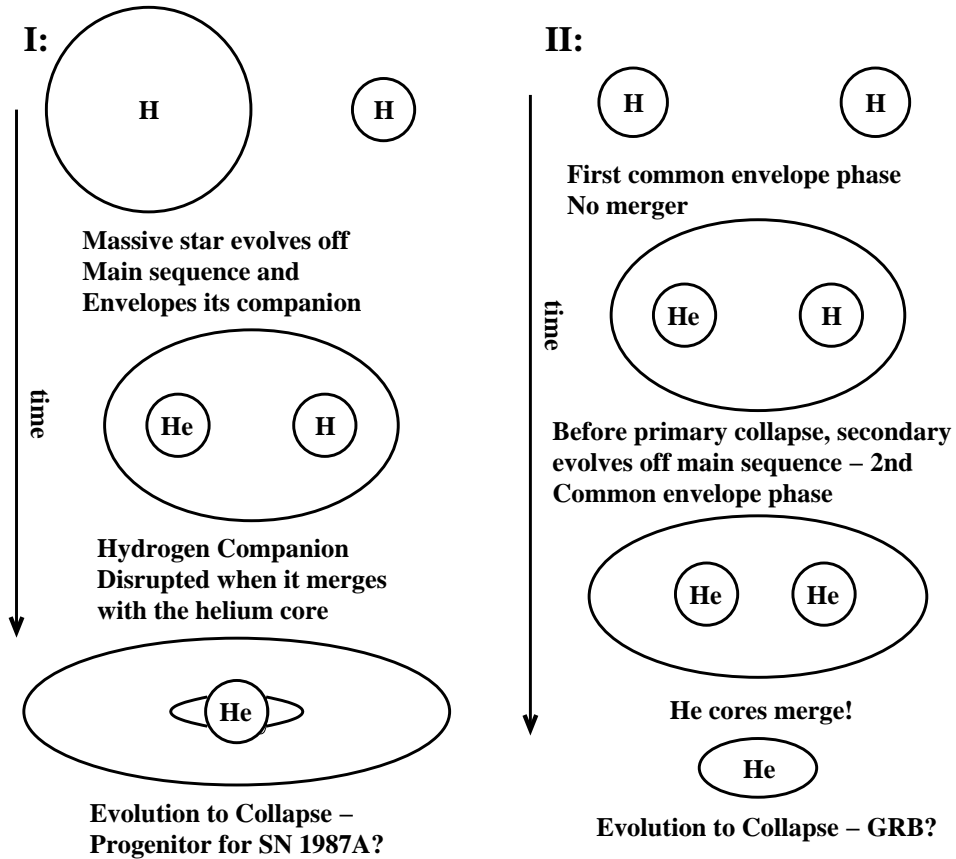 I:
H
H
Massive star evolves off
Main sequence and
Envelopes its companion
time
He
H
Hydrogen Companion
Disrupted when it merges
with the helium core
He
Evolution to Collapse –
Progenitor for SN 1987A?
II:
H
H
First common envelope phase
No merger
time
He
H
Before primary collapse, secondary
evolves off main sequence – 2nd
Common envelope phase
He
He
He cores merge!
He
Evolution to Collapse – GRB?